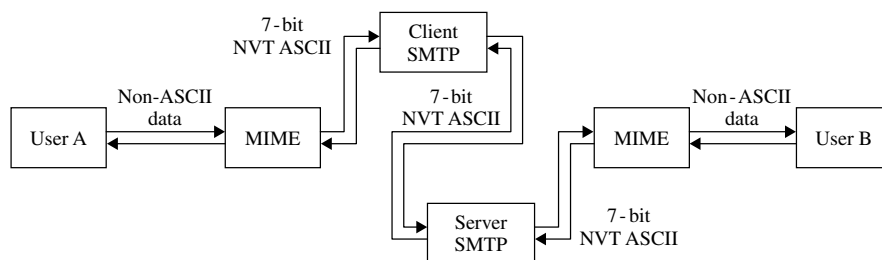 7-bit
NVT ASCII
Client
SMTP
Non-ASCII
data
7-bit
NVT ASCII
Non-ASCII
data
User A
MIME
MIME
User B
Server
SMTP
7-bit
NVT ASCII